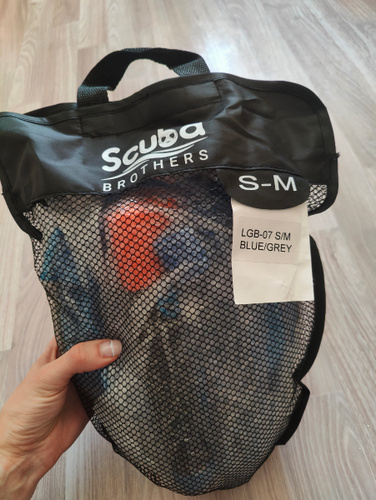 Scuba
BROTHERS
S-M
LGB-07 S/M
BLUE/GREY